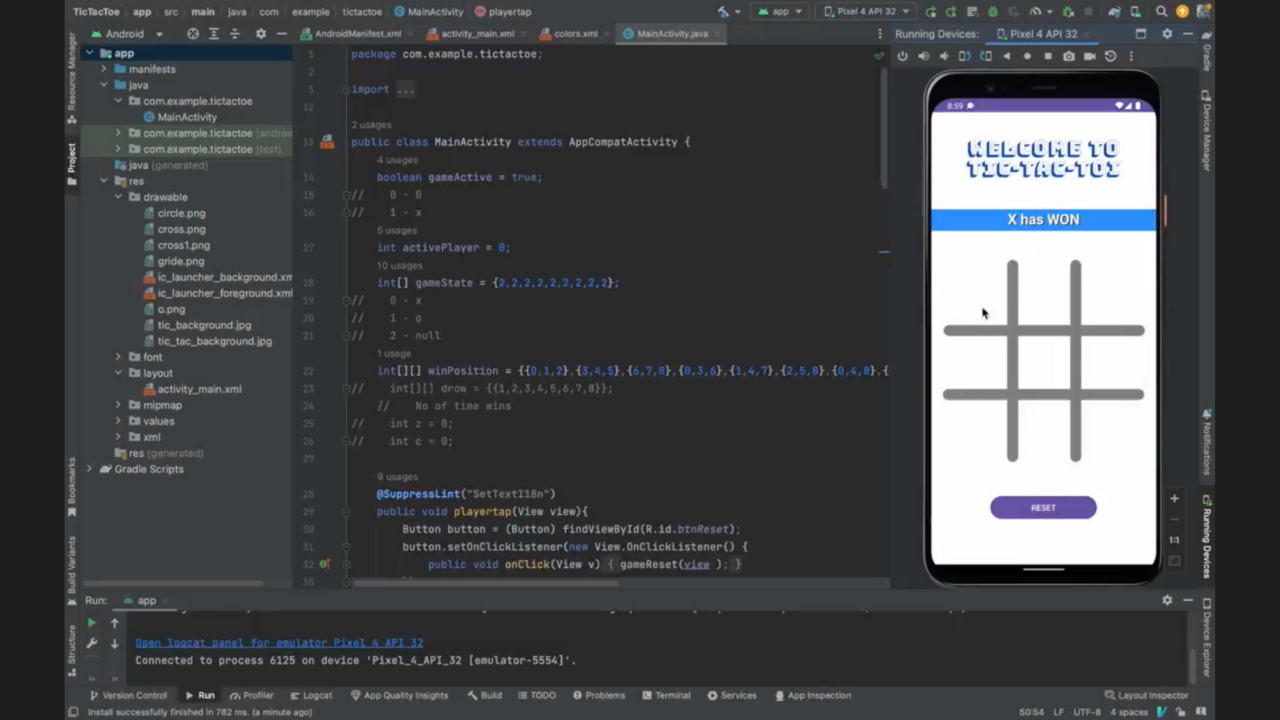 TicTacToe app src main java com example tictactoe MainActivity playertap
app Pixel 4 API 32
Android
AndroidManifest.xml activity_main.xml colors.xml MainActivity.java
Running Devices: Pixel 4 API 32
Resource Manager
Project
Bookmarks
Build Variants
Structure
app
manifests
java
com.example.tictactoe
MainActivity
com.example.tictactoe
com.example.tictactoe (test)
java (generated)
res
drawable
circle.png
cross.png
cross1.png
gride.png
ic_launcher_background.xm
ic_launcher_foreground.xml
o.png
tic_background.jpg
tic_tac_background.jpg
font
layout
activity_main.xml
mipmap
values
xml
res (generated)
Gradle Scripts
1 package com.example.tictactoe;
2
3 import ...
12
2 usages
13 public class MainActivity extends AppCompatActivity {
4 usages
14 boolean gameActive = true;
15 // 0 - 0
16 // 1 - x
5 usages
17 int activePlayer = 0;
10 usages
18 int[] gameState = {2,2,2,2,2,2,2,2,2};
19 // 0 - x
20 // 1 - o
21 // 2 - null
1 usage
22 int[][] winPosition = {{0,1,2},{3,4,5},{6,7,8},{0,3,6},{1,4,7},{2,5,8},{0,4,8},{
23 // int[][] drow = {{1,2,3,4,5,6,7,8}};
24 // No of time wins
25 // int z = 0;
26 // int c = 0;
27
9 usages
28 @SuppressLint("SetTextI18n")
29 public void playertap(View view){
30 Button button = (Button) findViewById(R.id.btnReset);
31 button.setOnClickListener(new View.OnClickListener() {
32 public void onClick(View v) { gameReset(view ); }
35
8:59
WELCOME TO
TIC-TAC-TOI
X has WON
RESET
1:1
Gradle
Device Manager
Notifications
Running Devices
Device Explorer
Run: app
Open logcat panel for emulator Pixel 4 API 32
Connected to process 6125 on device 'Pixel_4_API_32 [emulator-5554]'.
Version Control Run Profiler Logcat App Quality Insights Build TODO Problems Terminal Services App Inspection Layout Inspector
Install successfully finished in 782 ms. (a minute ago) 50:54 LF UTF-8 4 spaces